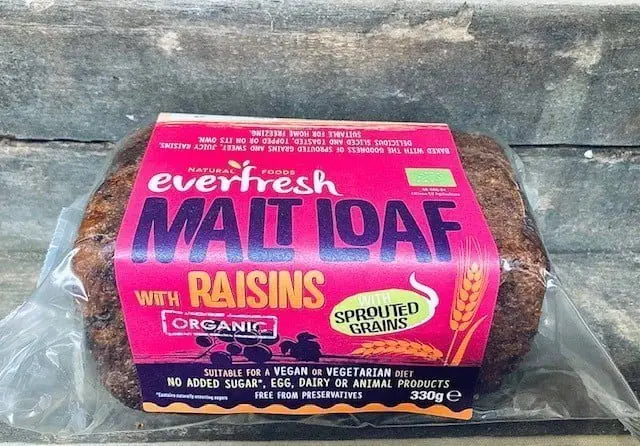 BAKED WITH THE GOODNESS OF SPROUTED GRAINS AND SWEET, JUICY RAISINS.
DELICIOUS SLICED AND TOASTED, TOPPED OR ON ITS OWN.
SUITABLE FOR HOME FREEZING.
NATURAL FOODS
everfresh
MALT LOAF
WITH RAISINS
ORGANIC
WITH
SPROUTED
GRAINS
SUITABLE FOR A VEGAN OR VEGETARIAN DIET
NO ADDED SUGAR*, EGG, DAIRY OR ANIMAL PRODUCTS
*Contains naturally occurring sugars
FREE FROM PRESERVATIVES
330g ℮